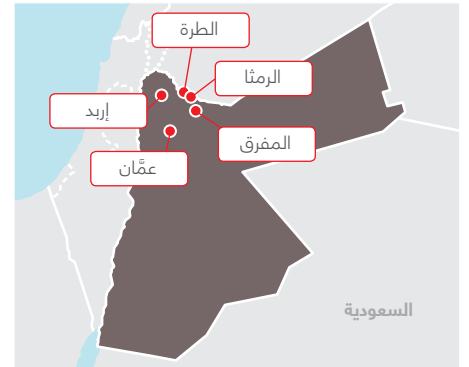 الطرة
الرمثا
إربد
المفرق
عمَّان
السعودية